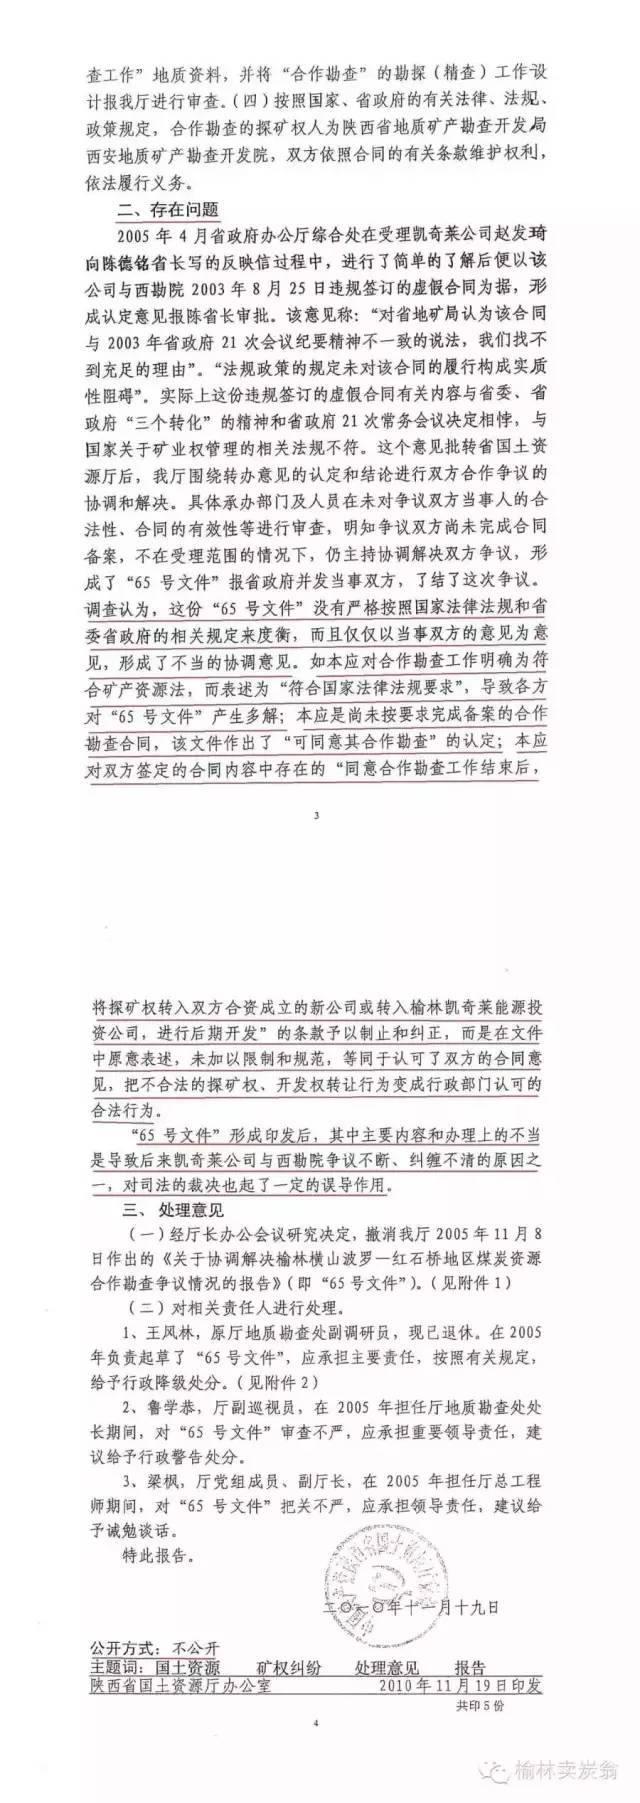 查工作”地质资料，并将“合作勘查”的勘探（精查）工作设
计报我厅进行审查。（四）按照国家、省政府的有关法律、法规、
政策规定，合作勘查的探矿权人为陕西省地质矿产勘查开发局
西安地质矿产勘查开发院，双方依照合同的有关条款维护权利，
依法履行义务。
二、存在问题
2005年4月省政府办公厅综合处在受理凯奇莱公司赵发琦
向陈德铭省长写的反映信过程中，进行了简单的了解后便以该
公司与西勘院2003年8月25日违规签订的虚假合同为据，形
成认定意见报陈省长审批。该意见称：“对省地矿局认为该合同
与2003年省政府21次会议纪要精神不一致的说法，我们找不
到充足的理由”。“法规政策的规定未对该合同的履行构成实质
性阻碍”。实际上这份违规签订的虚假合同有关内容与省委、省
政府“三个转化”的精神和省政府21次常务会议决定相悖，与
国家关于矿业权管理的相关法规不符。这个意见批转省国土资
源厅后，我厅围绕转办意见的认定和结论进行双方合作争议的
协调和解决。具体承办部门及人员在未对争议双方当事人的合
法性、合同的有效性等进行审查，明知争议双方尚未完成合同
备案，不在受理范围的情况下，仍主持协调解决双方争议，形
成了“65号文件”报省政府并发当事双方，了结了这次争议。
调查认为，这份“65号文件”没有严格按照国家法律法规和省
委省政府的相关规定来度衡，而且仅仅以当事双方的意见为意
见，形成了不当的协调意见。如本应对合作勘查工作明确为符
合矿产资源法，而表述为“符合国家法律法规要求”，导致各方
对“65号文件”产生多解；本应是尚未按要求完成备案的合作
勘查合同，该文件作出了“可同意其合作勘查”的认定；本应
对双方签定的合同内容中存在的“同意合作勘查工作结束后，
3
将探矿权转入双方合资成立的新公司或转入榆林凯奇莱能源投
资公司，进行后期开发”的条款予以制止和纠正，而是在文件
中原意表述，未加以限制和规范，等同于认可了双方的合同意
见，把不合法的探矿权、开发权转让行为变成行政部门认可的
合法行为。
“65号文件”形成印发后，其中主要内容和办理上的不当
是导致后来凯奇莱公司与西勘院争议不断、纠缠不清的原因之
一，对司法的裁决也起了一定的误导作用。
三、处理意见
（一）经厅长办公会议研究决定，撤消我厅2005年11月8
日作出的《关于协调解决榆林横山波罗—红石桥地区煤炭资源
合作勘查争议情况的报告》（即“65号文件”）。（见附件1）
（二）对相关责任人进行处理。
1、王风林，原厅地质勘查处副调研员，现已退休。在2005
年负责起草了“65号文件”，应承担主要责任，按照有关规定，
给予行政降级处分。（见附件2）
2、鲁学恭，厅副巡视员，在2005年担任厅地质勘查处处
长期间，对“65号文件”审查不严，应承担重要领导责任，建
议给予行政警告处分。
3、梁枫，厅党组成员、副厅长，在2005年担任厅总工程
师期间，对“65号文件”把关不严，应承担领导责任，建议给
予诫勉谈话。
特此报告。
二〇一〇年十一月十九日
公开方式：不公开
主题词：国土资源 矿权纠纷 处理意见 报告
陕西省国土资源厅办公室 2010年11月19日印发
共印5份
4
榆林卖炭翁